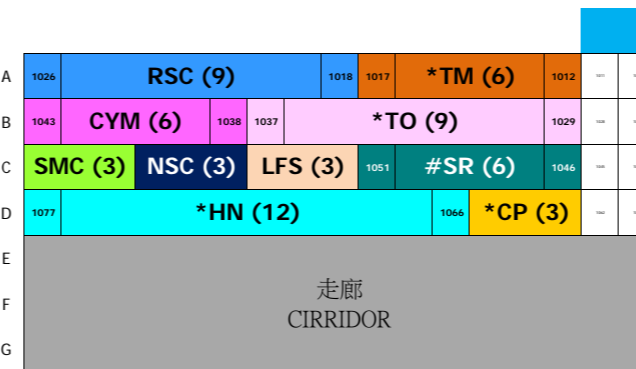 A 1026 RSC (9) 1018 1017 *TM (6) 1012
B 1043 CYM (6) 1038 1037 *TO (9) 1029
C SMC (3) NSC (3) LFS (3) 1051 #SR (6) 1046
D 1077 *HN (12) 1066 *CP (3)
E
走廊
F
CIRRIDOR
G